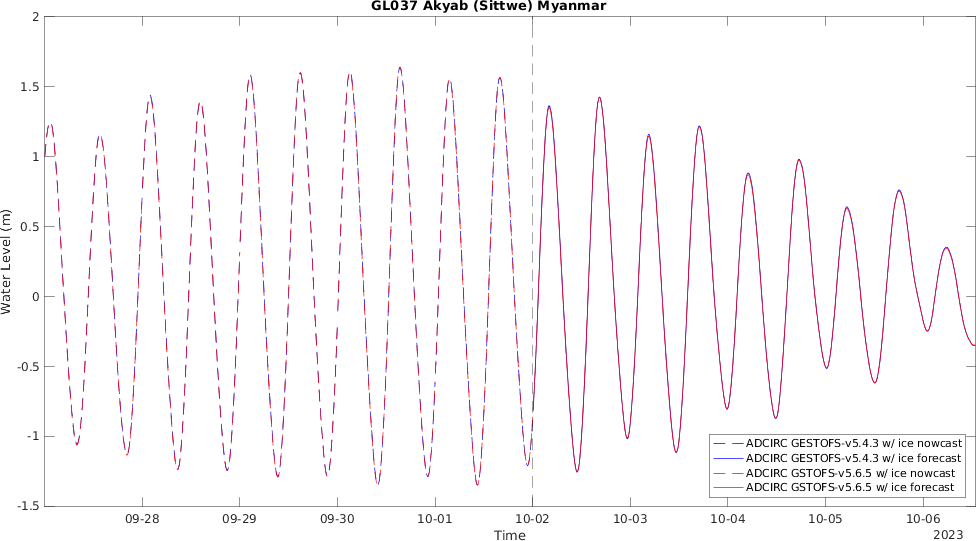 GL037 Akyab (Sittwe) Myanmar
2
1.5
1
0.5
0
-0.5
-1
-1.5
Water Level (m)
09-28 09-29 09-30 10-01 10-02 10-03 10-04 10-05 10-06
Time
2023
ADCIRC GESTOFS-v5.4.3 w/ ice nowcast
ADCIRC GESTOFS-v5.4.3 w/ ice forecast
ADCIRC GSTOFS-v5.6.5 w/ ice nowcast
ADCIRC GSTOFS-v5.6.5 w/ ice forecast